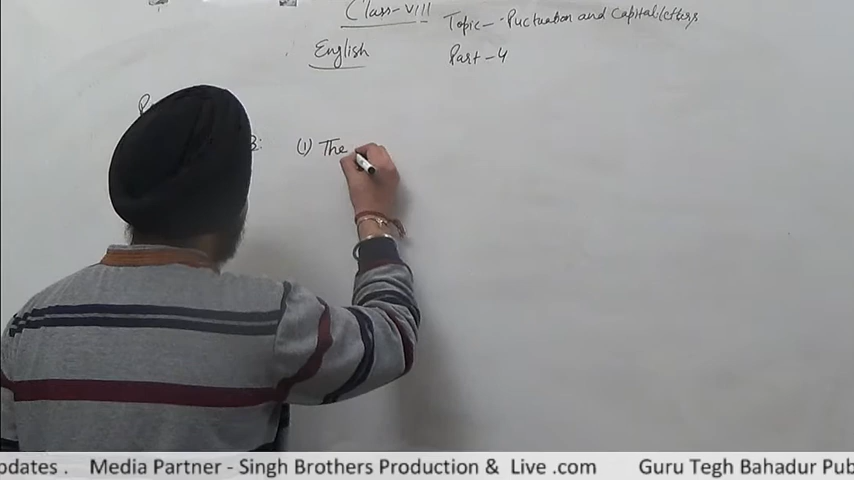 Class-VIII
Topic-- Puctuation and Capital letters
English
Part-4
B: (1) The
pdates . Media Partner - Singh Brothers Production & Live .com Guru Tegh Bahadur Pub